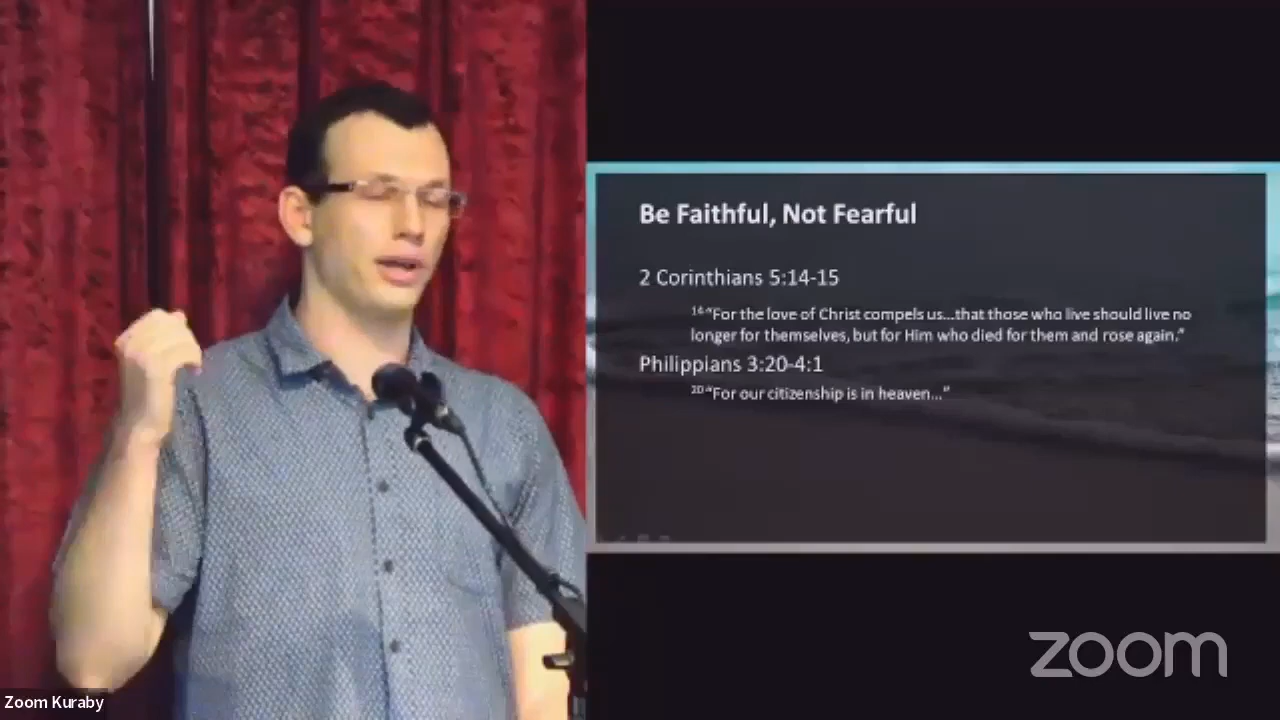 Be Faithful, Not Fearful
2 Corinthians 5:14-15
14“For the love of Christ compels us...that those who live should live no
longer for themselves, but for Him who died for them and rose again.”
Philippians 3:20-4:1
20“For our citizenship is in heaven...”
zoom
Zoom Kuraby